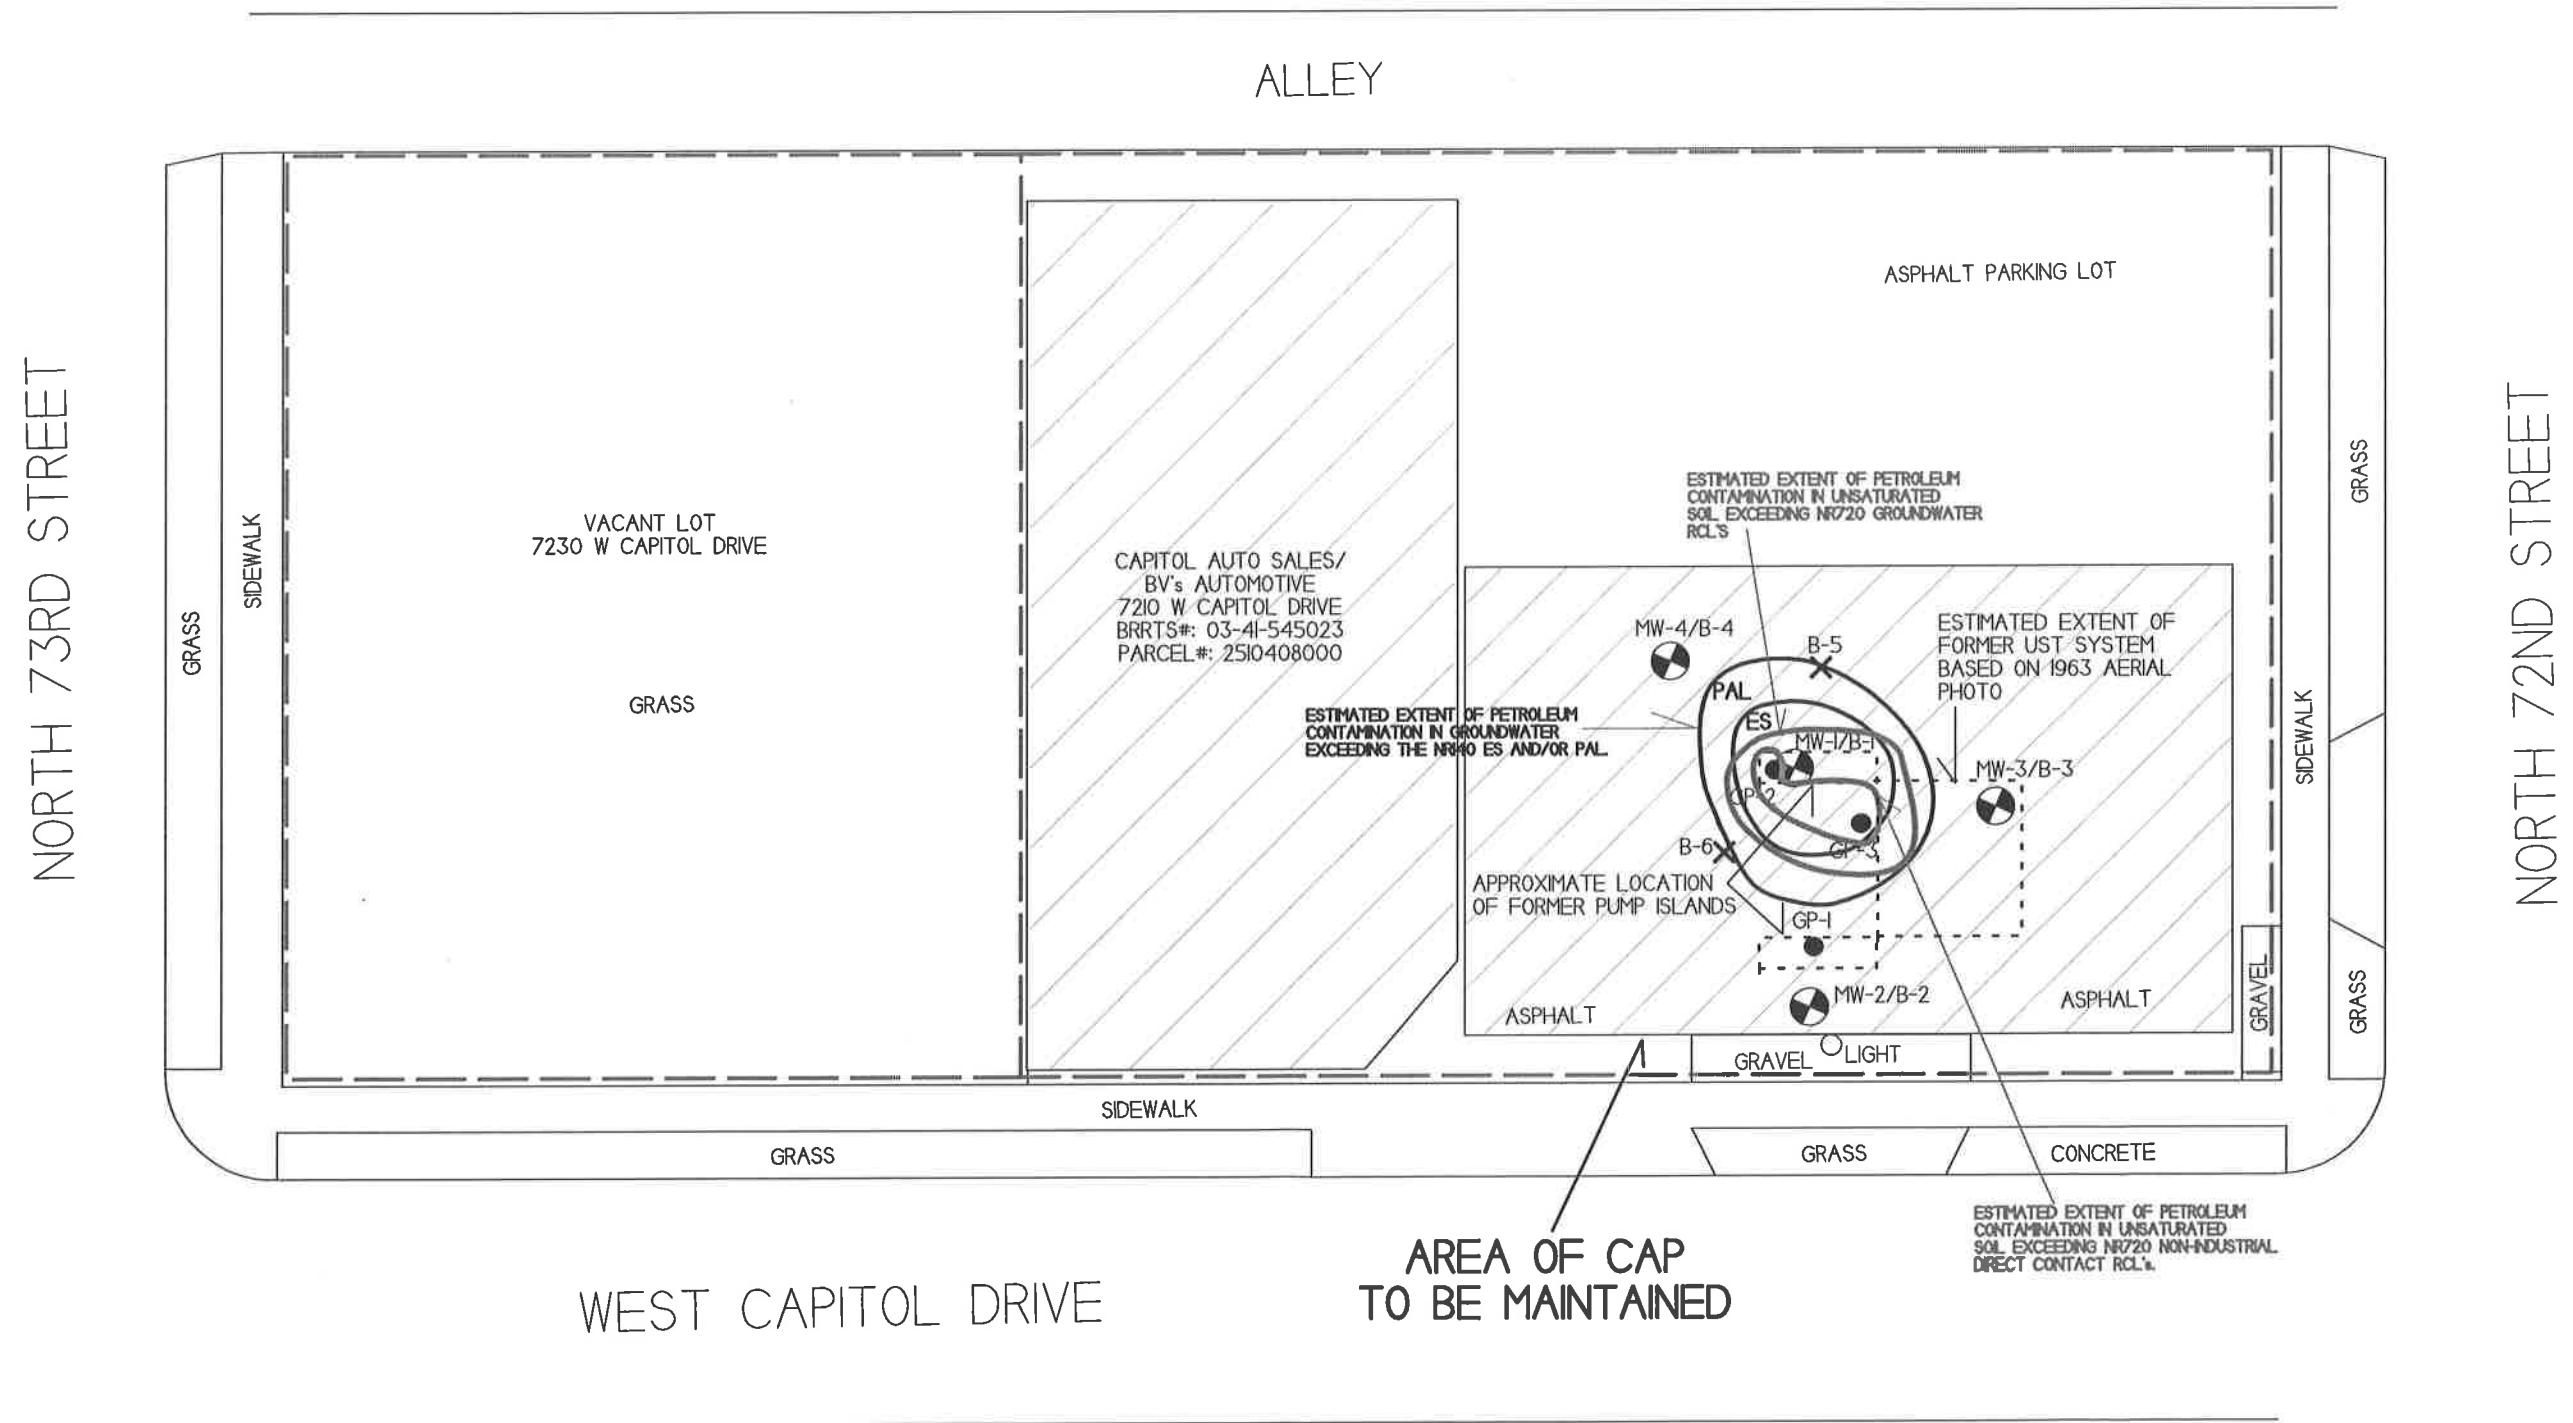 ALLEY
ASPHALT PARKING LOT
NORTH 73RD STREET
GRASS
SIDEWALK
VACANT LOT
7230 W CAPITOL DRIVE
GRASS
CAPITOL AUTO SALES/
BV's AUTOMOTIVE
7210 W CAPITOL DRIVE
BRRTS#: 03-41-545023
PARCEL#: 2510408000
ESTIMATED EXTENT OF PETROLEUM
CONTAMINATION IN UNSATURATED
SOIL EXCEEDING NR720 GROUNDWATER
RCL'S
MW-4/B-4
B-5
ESTIMATED EXTENT OF
FORMER UST SYSTEM
BASED ON 1963 AERIAL
PHOTO
PAL
ES
ESTIMATED EXTENT OF PETROLEUM
CONTAMINATION IN GROUNDWATER
EXCEEDING THE NR140 ES AND/OR PAL.
MW-1/B-1
MW-3/B-3
GP-2
B-6
GP-3
APPROXIMATE LOCATION
OF FORMER PUMP ISLANDS
GP-1
MW-2/B-2
ASPHALT
ASPHALT
GRAVEL
LIGHT
GRAVEL
SIDEWALK
GRASS
GRASS
NORTH 72ND STREET
SIDEWALK
GRASS
GRASS
CONCRETE
ESTIMATED EXTENT OF PETROLEUM
CONTAMINATION IN UNSATURATED
SOIL EXCEEDING NR720 NON-INDUSTRIAL
DIRECT CONTACT RCL's.
AREA OF CAP
TO BE MAINTAINED
WEST CAPITOL DRIVE